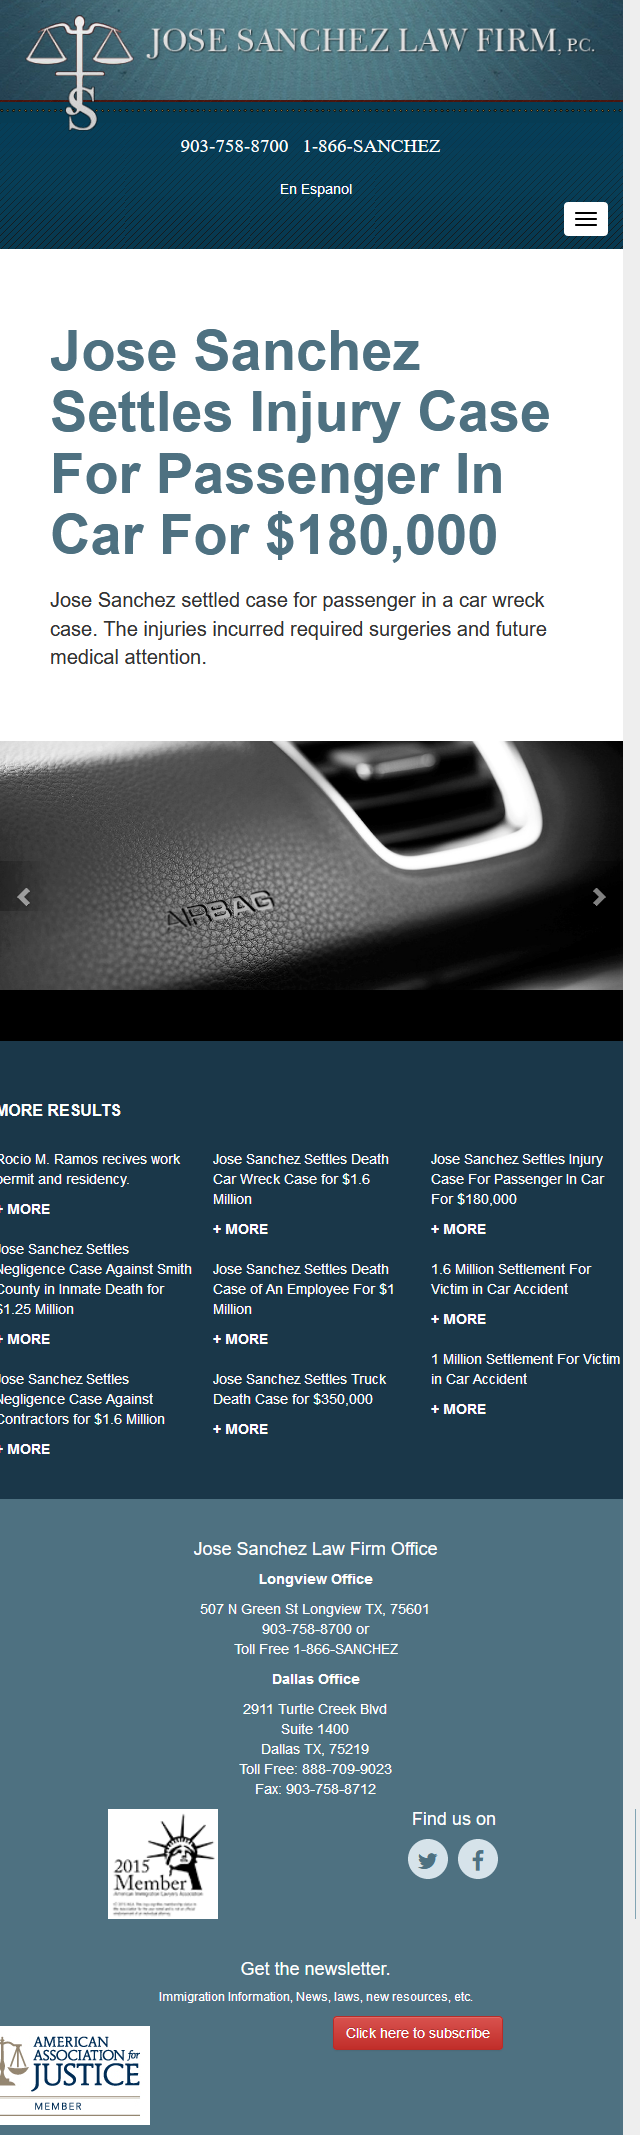 JOSE SANCHEZ LAW FIRM, P.C.
903-758-8700 1-866-SANCHEZ
En Espanol
Jose Sanchez
Settles Injury Case
For Passenger In
Car For $180,000
Jose Sanchez settled case for passenger in a car wreck
case. The injuries incurred required surgeries and future
medical attention.
AIRBAG
MORE RESULTS
Rocio M. Ramos recives work
permit and residency.
+ MORE
Jose Sanchez Settles
Negligence Case Against Smith
County in Inmate Death for
$1.25 Million
+ MORE
Jose Sanchez Settles
Negligence Case Against
Contractors for $1.6 Million
+ MORE
Jose Sanchez Settles Death
Car Wreck Case for $1.6
Million
+ MORE
Jose Sanchez Settles Death
Case of An Employee For $1
Million
+ MORE
Jose Sanchez Settles Truck
Death Case for $350,000
+ MORE
Jose Sanchez Settles Injury
Case For Passenger In Car
For $180,000
+ MORE
1.6 Million Settlement For
Victim in Car Accident
+ MORE
1 Million Settlement For Victim
in Car Accident
+ MORE
Jose Sanchez Law Firm Office
Longview Office
507 N Green St Longview TX, 75601
903-758-8700 or
Toll Free 1-866-SANCHEZ
Dallas Office
2911 Turtle Creek Blvd
Suite 1400
Dallas TX, 75219
Toll Free: 888-709-9023
Fax: 903-758-8712
2015
Member
American Immigration Lawyers Association
Find us on
Get the newsletter.
Immigration Information, News, laws, new resources, etc.
Click here to subscribe
AMERICAN
ASSOCIATION for
JUSTICE
MEMBER